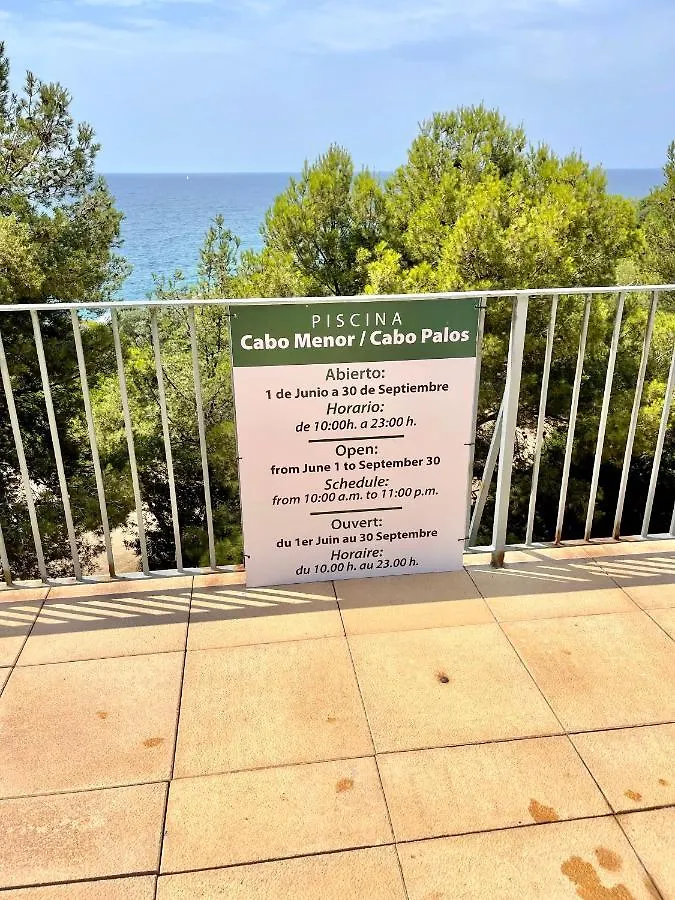 PISCINA
Cabo Menor / Cabo Palos
Abierto:
1 de Junio a 30 de Septiembre
Horario:
de 10:00h. a 23:00 h.
Open:
from June 1 to September 30
Schedule:
from 10:00 a.m. to 11:00 p.m.
Ouvert:
du 1er Juin au 30 Septembre
Horaire:
du 10.00 h. au 23.00 h.